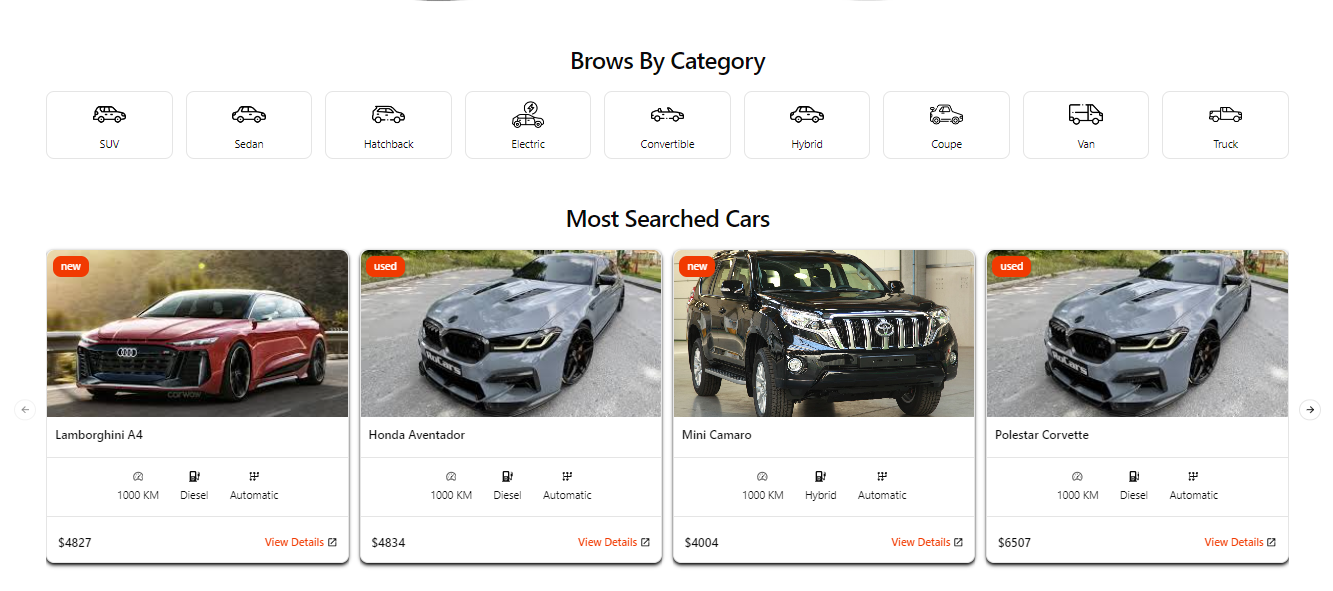 Brows By Category
SUV
Sedan
Hatchback
Electric
Convertible
Hybrid
Coupe
Van
Truck
Most Searched Cars
new
carwow
Lamborghini A4
1000 KM Diesel Automatic
$4827 View Details
used
Honda Aventador
1000 KM Diesel Automatic
$4834 View Details
new
Mini Camaro
1000 KM Hybrid Automatic
$4004 View Details
used
Polestar Corvette
1000 KM Diesel Automatic
$6507 View Details